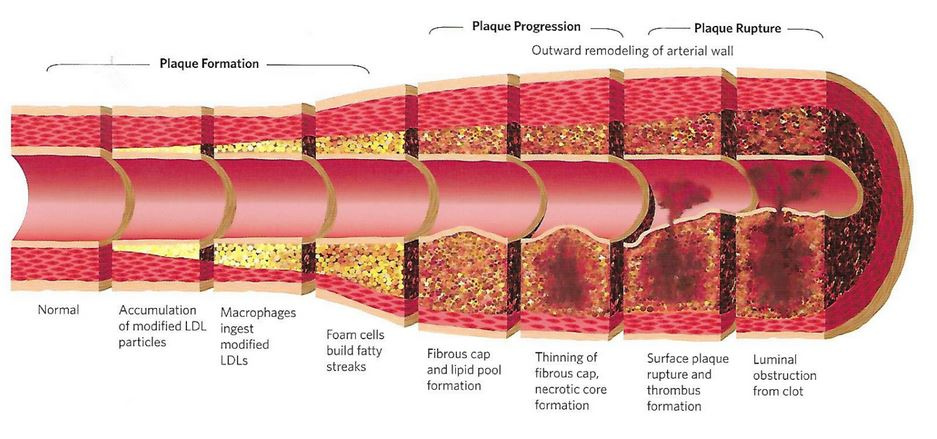 Plaque Progression
Plaque Rupture
Outward remodeling of arterial wall
Plaque Formation
Normal
Accumulation
of modified LDL
particles
Macrophages
ingest
modified
LDLs
Foam cells
build fatty
streaks
Fibrous cap
and lipid pool
formation
Thinning of
fibrous cap,
necrotic core
formation
Surface plaque
rupture and
thrombus
formation
Luminal
obstruction
from clot